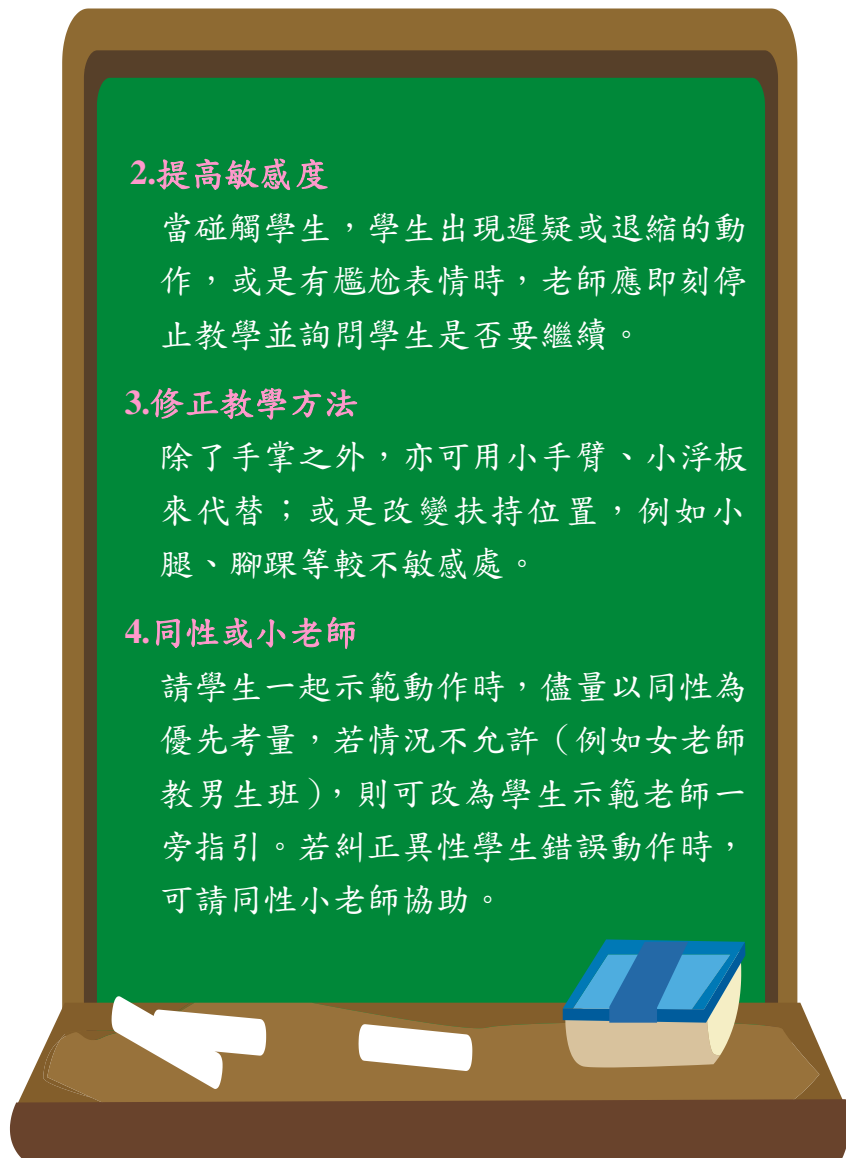 2.提高敏感度
當碰觸學生，學生出現遲疑或退縮的動
作，或是有尷尬表情時，老師應即刻停
止教學並詢問學生是否要繼續。
3.修正教學方法
除了手掌之外，亦可用小手臂、小浮板
來代替；或是改變扶持位置，例如小
腿、腳踝等較不敏感處。
4.同性或小老師
請學生一起示範動作時，儘量以同性為
優先考量，若情況不允許（例如女老師
教男生班），則可改為學生示範老師一
旁指引。若糾正異性學生錯誤動作時，
可請同性小老師協助。